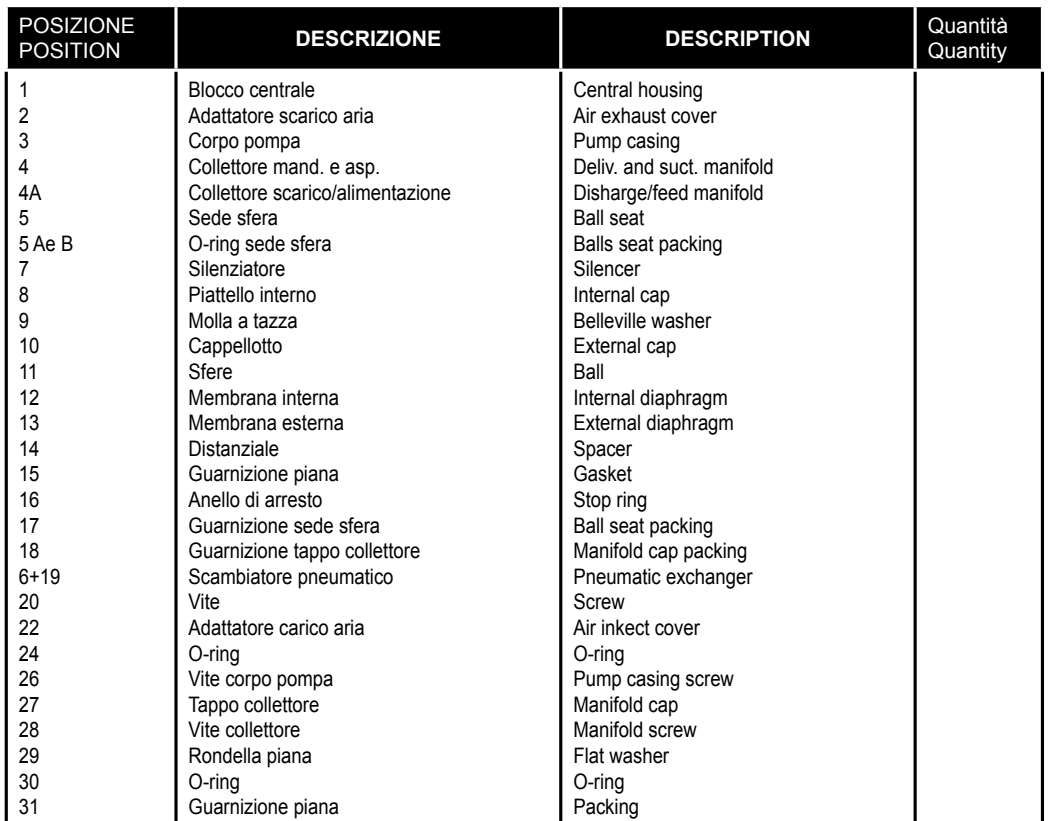 POSIZIONE DESCRIZIONE DESCRIPTION Quantità
POSITION Quantity
1 Blocco centrale Central housing
2 Adattatore scarico aria Air exhaust cover
3 Corpo pompa Pump casing
4 Collettore mand. e asp. Deliv. and suct. manifold
4A Collettore scarico/alimentazione Disharge/feed manifold
5 Sede sfera Ball seat
5 Ae B O-ring sede sfera Balls seat packing
7 Silenziatore Silencer
8 Piattello interno Internal cap
9 Molla a tazza Belleville washer
10 Cappellotto External cap
11 Sfere Ball
12 Membrana interna Internal diaphragm
13 Membrana esterna External diaphragm
14 Distanziale Spacer
15 Guarnizione piana Gasket
16 Anello di arresto Stop ring
17 Guarnizione sede sfera Ball seat packing
18 Guarnizione tappo collettore Manifold cap packing
6+19 Scambiatore pneumatico Pneumatic exchanger
20 Vite Screw
22 Adattatore carico aria Air inkect cover
24 O-ring O-ring
26 Vite corpo pompa Pump casing screw
27 Tappo collettore Manifold cap
28 Vite collettore Manifold screw
29 Rondella piana Flat washer
30 O-ring O-ring
31 Guarnizione piana Packing